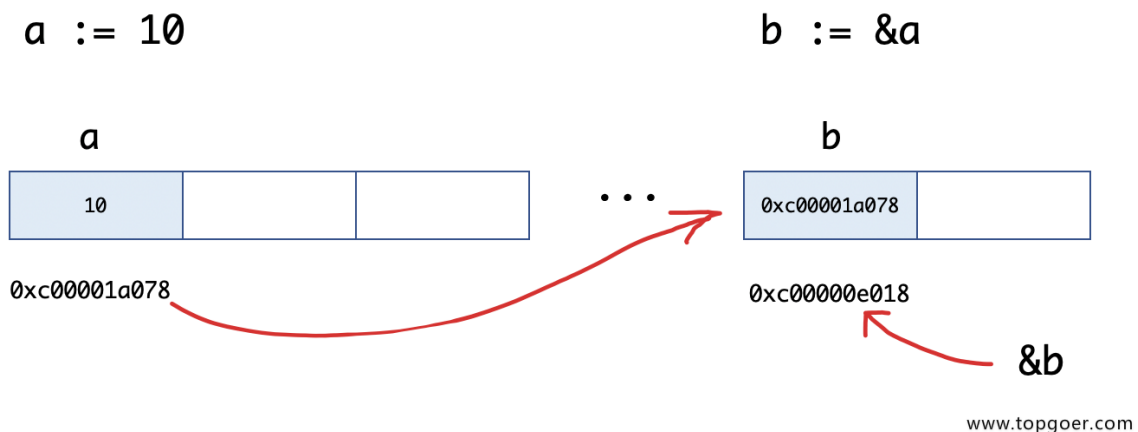 a := 10
b := &a
a
b
10
...
0xc00001a078
0xc00001a078
0xc00000e018
&b
www.topgoer.com